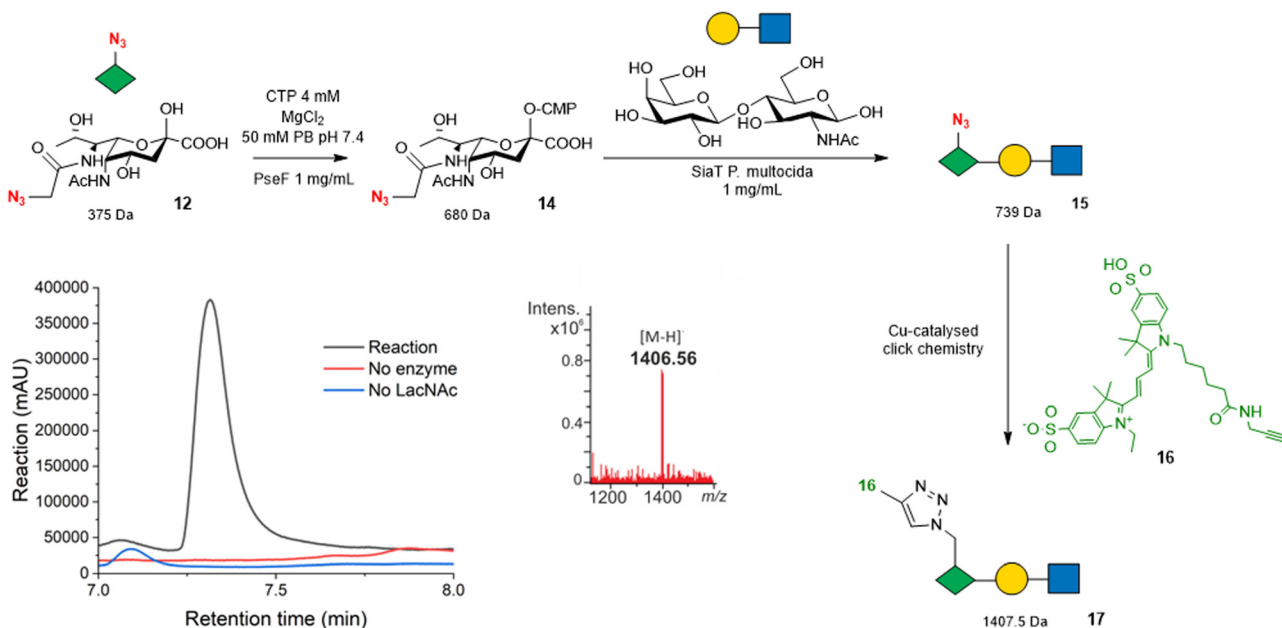 N₃
OH
OH
O
COOH
O
HN
OH
AcHN
N₃
12
375 Da
CTP 4 mM
MgCl₂
50 mM PB pH 7.4
PseF 1 mg/mL
O-CMP
OH
O
COOH
O
HN
OH
AcHN
N₃
14
680 Da
OH
OH
O
HO
OH
O
OH
O
OH
HO
NHAc
SiaT P. multocida
1 mg/mL
N₃
15
739 Da
Cu-catalysed
click chemistry
HO
O
S
O
N
O
NH
O
⁻O
S
O
N⁺
16
16
N
N
N
17
1407.5 Da
400000
350000
300000
250000
200000
150000
100000
50000
0
Reaction (mAU)
7.0
7.5
8.0
Retention time (min)
Reaction
No enzyme
No LacNAc
Intens.
x10⁶
0.8
0.4
0
[M-H]⁻
1406.56
1200
1400
m/z